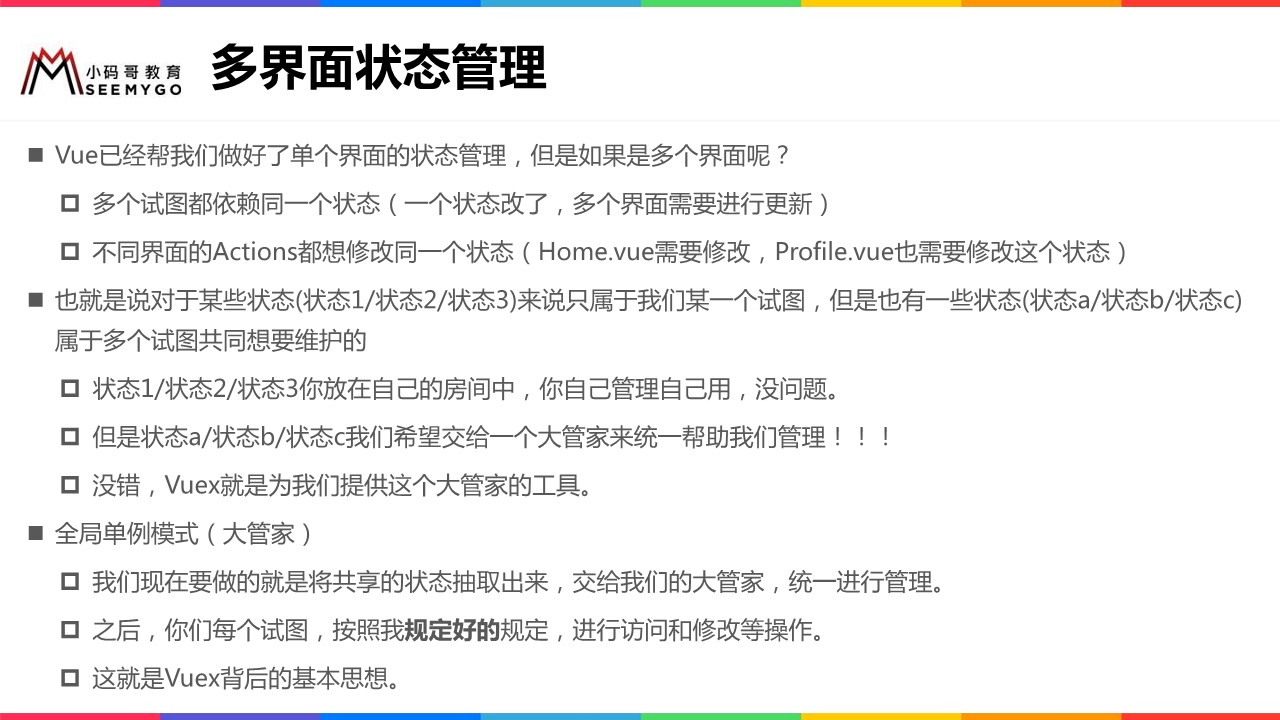 小码哥教育
SEEMYGO
多界面状态管理
Vue已经帮我们做好了单个界面的状态管理，但是如果是多个界面呢？
多个试图都依赖同一个状态（一个状态改了，多个界面需要进行更新）
不同界面的Actions都想修改同一个状态（Home.vue需要修改，Profile.vue也需要修改这个状态）
也就是说对于某些状态(状态1/状态2/状态3)来说只属于我们某一个试图，但是也有一些状态(状态a/状态b/状态c)
属于多个试图共同想要维护的
状态1/状态2/状态3你放在自己的房间中，你自己管理自己用，没问题。
但是状态a/状态b/状态c我们希望交给一个大管家来统一帮助我们管理！！！
没错，Vuex就是为我们提供这个大管家的工具。
全局单例模式（大管家）
我们现在要做的就是将共享的状态抽取出来，交给我们的大管家，统一进行管理。
之后，你们每个试图，按照我规定好的规定，进行访问和修改等操作。
这就是Vuex背后的基本思想。